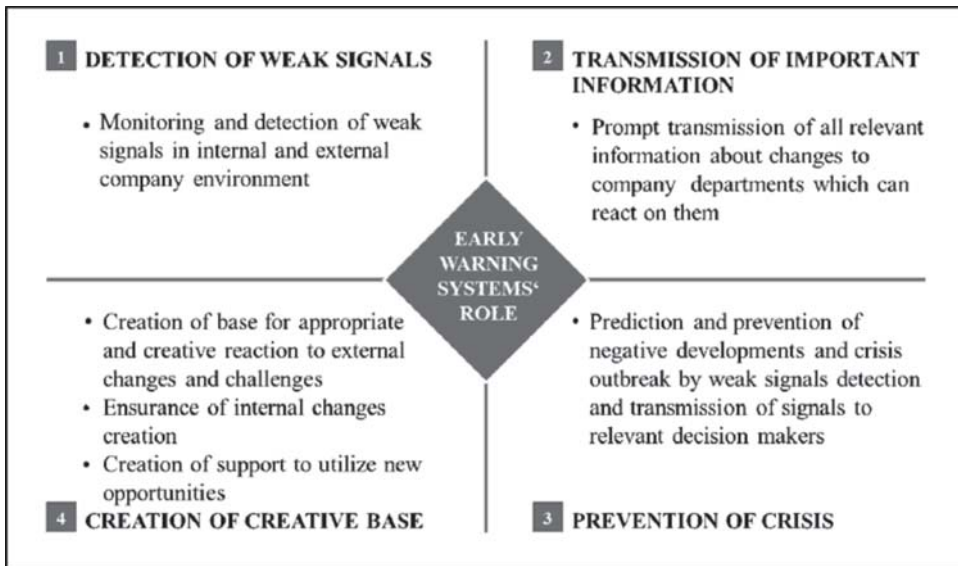 1 DETECTION OF WEAK SIGNALS
• Monitoring and detection of weak
signals in internal and external
company environment
2 TRANSMISSION OF IMPORTANT
INFORMATION
• Prompt transmission of all relevant
information about changes to
company departments which can
react on them
EARLY
WARNING
SYSTEMS‘
ROLE
• Creation of base for appropriate
and creative reaction to external
changes and challenges
• Ensurance of internal changes
creation
• Creation of support to utilize new
opportunities
4 CREATION OF CREATIVE BASE
• Prediction and prevention of
negative developments and crisis
outbreak by weak signals detection
and transmission of signals to
relevant decision makers
3 PREVENTION OF CRISIS